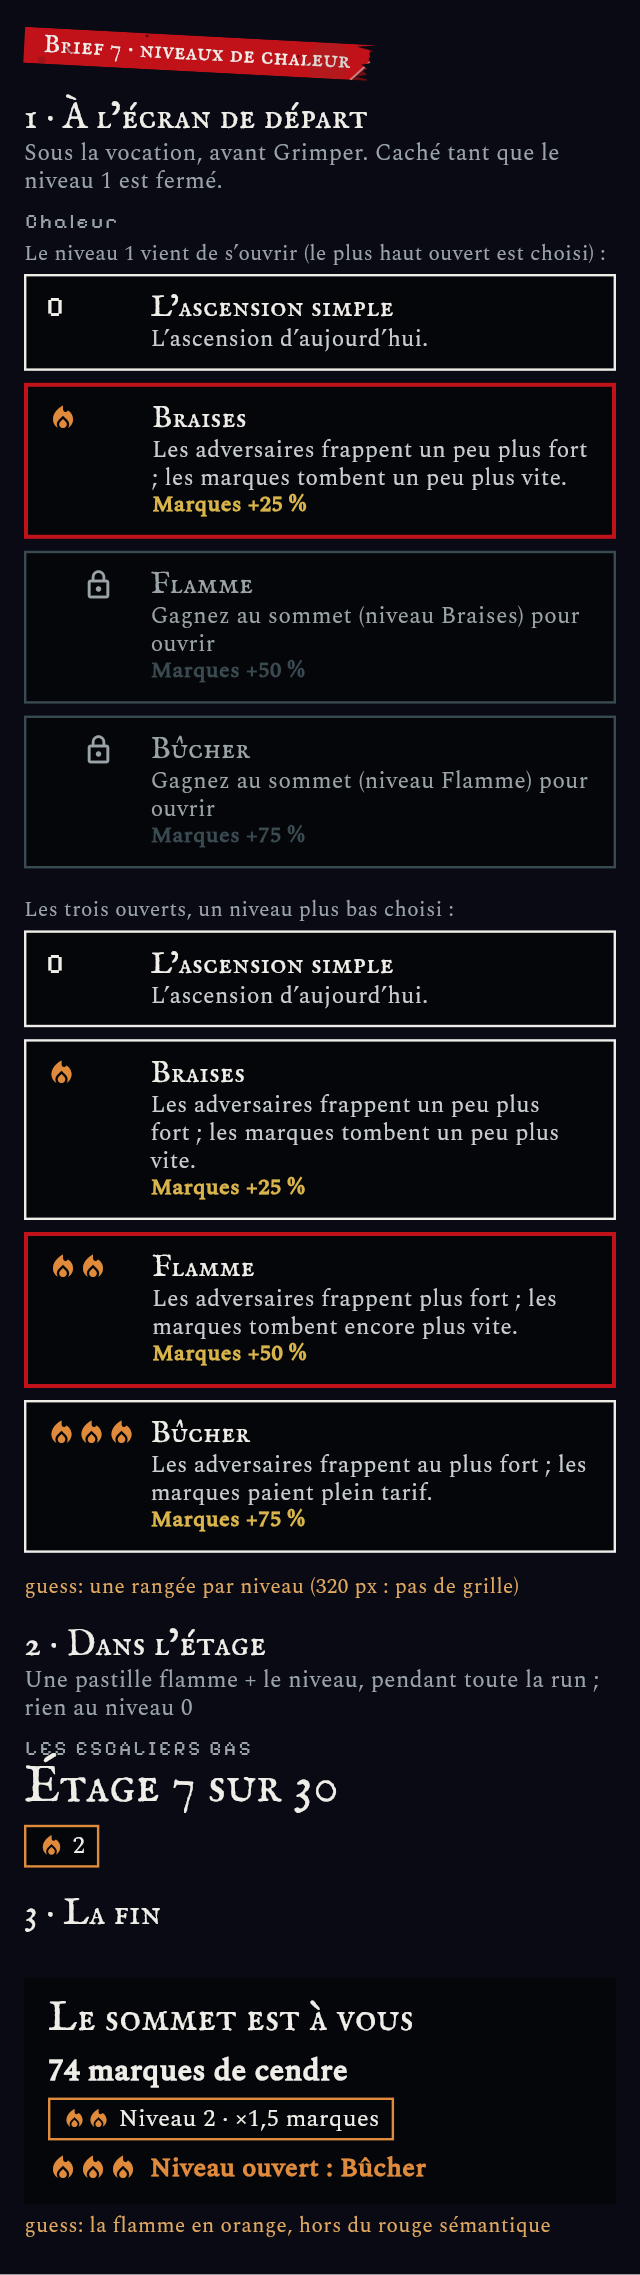 Brief 7 · niveaux de chaleur
1 · À l’écran de départ
Sous la vocation, avant Grimper. Caché tant que le
niveau 1 est fermé.
Chaleur
Le niveau 1 vient de s’ouvrir (le plus haut ouvert est choisi) :
0
L’ascension simple
L’ascension d’aujourd’hui.
Braises
Les adversaires frappent un peu plus fort
; les marques tombent un peu plus vite.
Marques +25 %
Flamme
Gagnez au sommet (niveau Braises) pour
ouvrir
Marques +50 %
Bûcher
Gagnez au sommet (niveau Flamme) pour
ouvrir
Marques +75 %
Les trois ouverts, un niveau plus bas choisi :
0
L’ascension simple
L’ascension d’aujourd’hui.
Braises
Les adversaires frappent un peu plus
fort ; les marques tombent un peu plus
vite.
Marques +25 %
Flamme
Les adversaires frappent plus fort ; les
marques tombent encore plus vite.
Marques +50 %
Bûcher
Les adversaires frappent au plus fort ; les
marques paient plein tarif.
Marques +75 %
guess: une rangée par niveau (320 px : pas de grille)
2 · Dans l’étage
Une pastille flamme + le niveau, pendant toute la run ;
rien au niveau 0
LES ESCALIERS BAS
Étage 7 sur 30
2
3 · La fin
Le sommet est à vous
74 marques de cendre
Niveau 2 · ×1,5 marques
Niveau ouvert : Bûcher
guess: la flamme en orange, hors du rouge sémantique